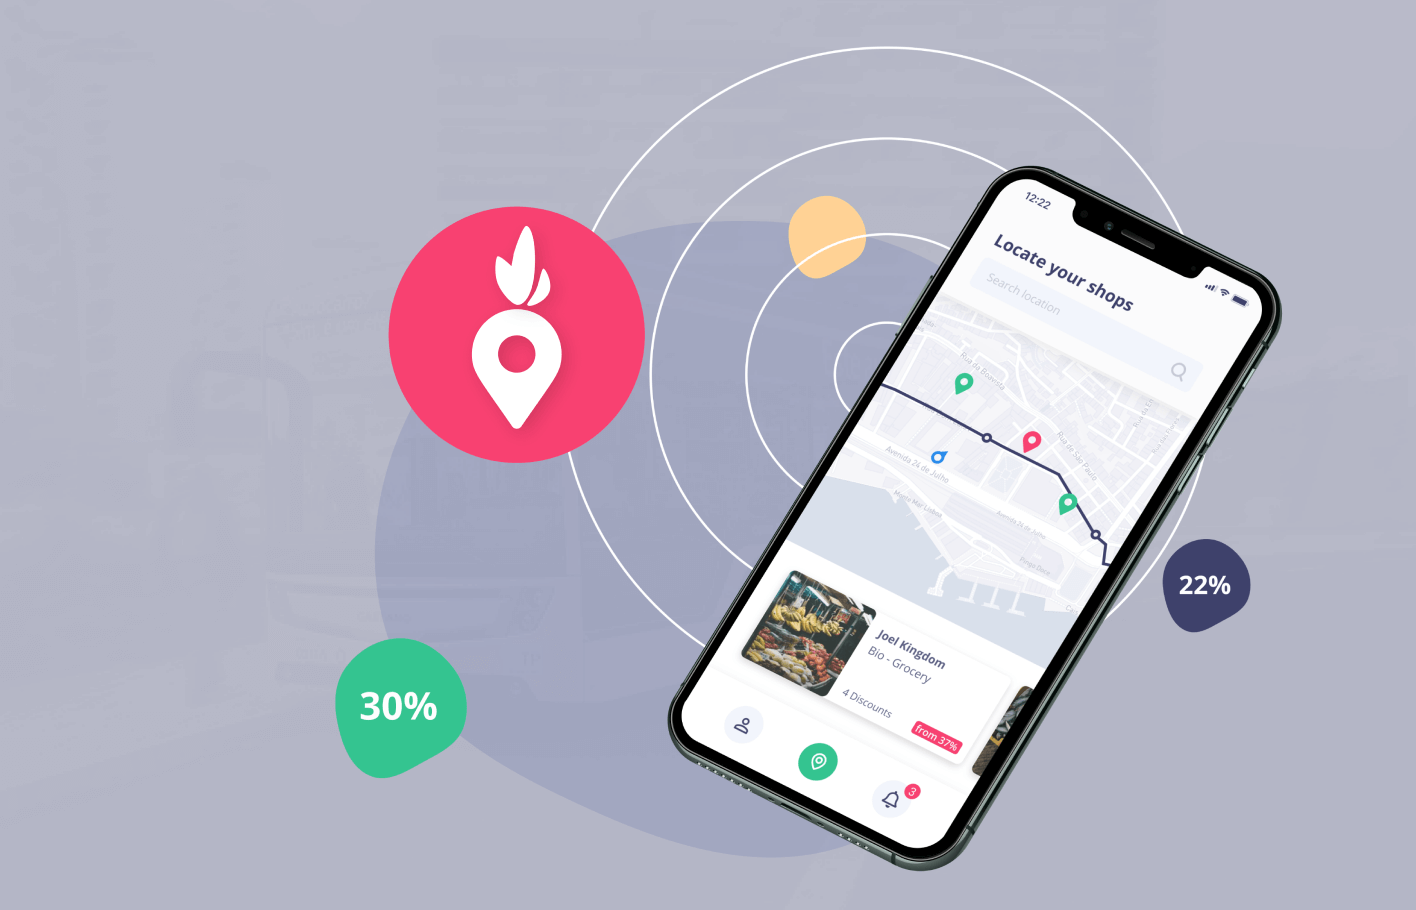 12:22
Locate your shops
Search location
Rua da Boavista
Rua de São Paulo
Avenida 24 de Julho
Avenida 24 de Julho
22%
Joel Kingdom
Bio - Grocery
4 Discounts
from 37%
30%
3